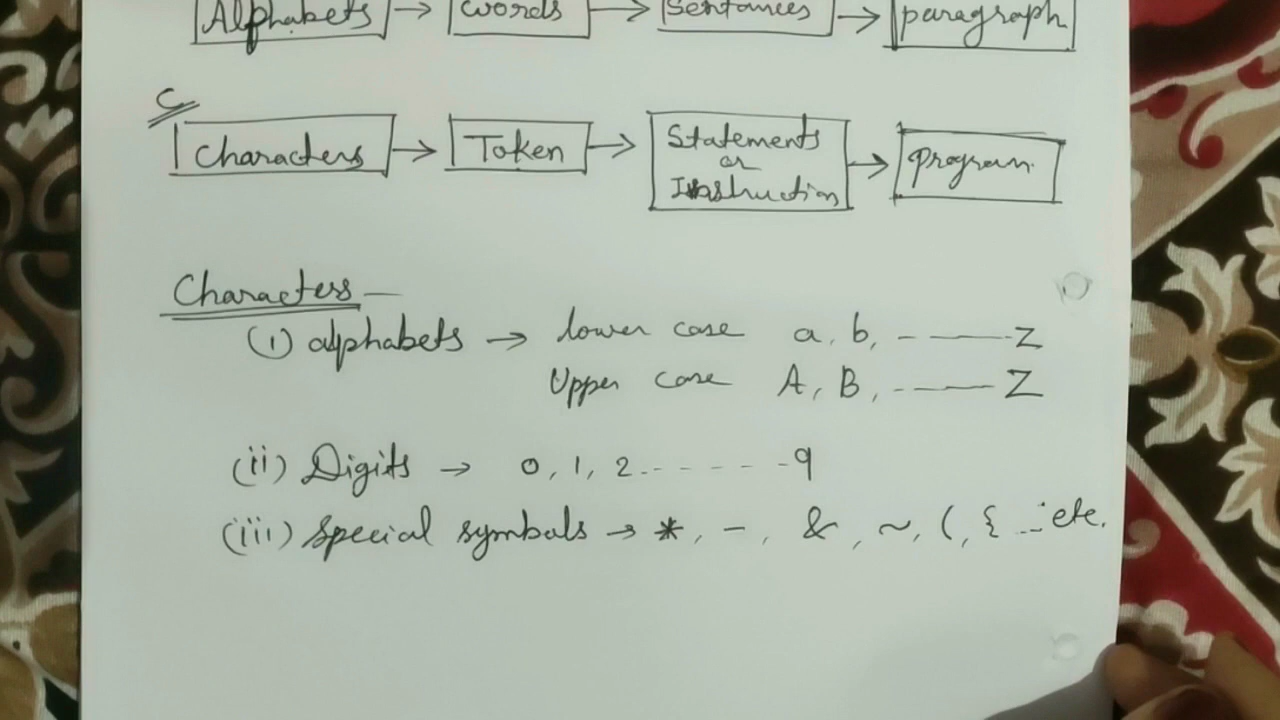 Alphabets → words → Sentances → paragraph
C
Characters → Token → Statements or Instruction → program
Characters —
(i) alphabets → lower case a, b, - —— z
Upper case A, B, - —— Z
(ii) Digits → 0, 1, 2 - - - - - - 9
(iii) Special symbols → *, -, &, ~, (, { ... etc.